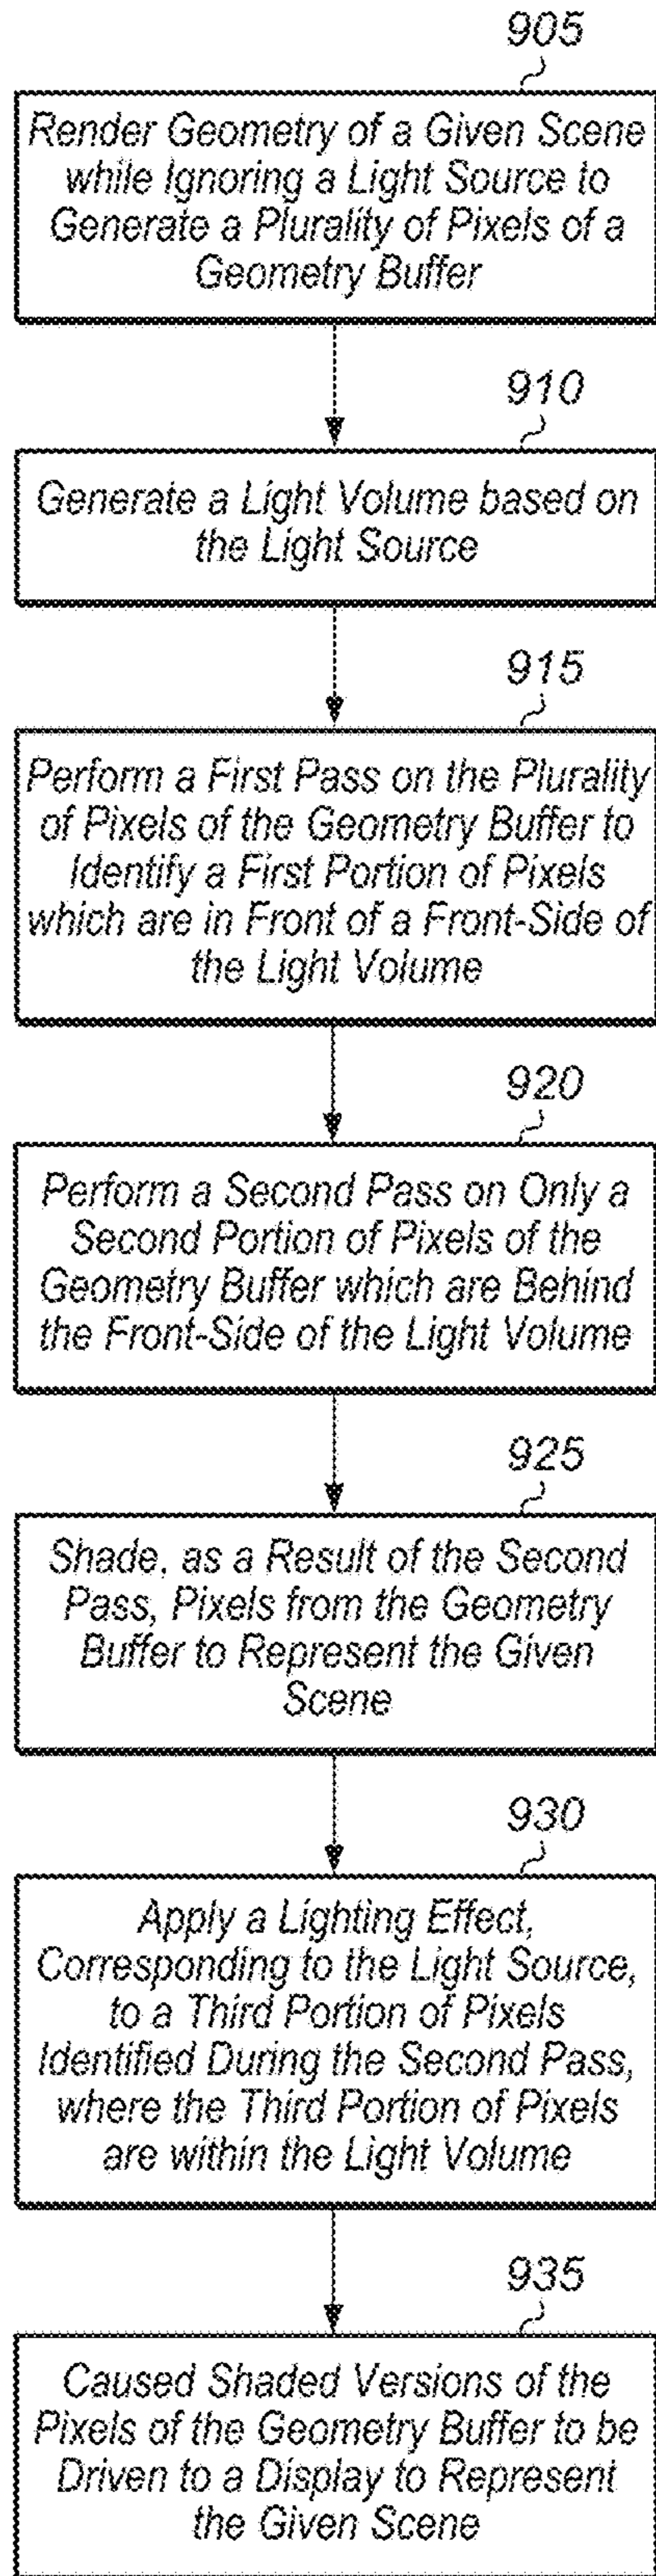 905
Render Geometry of a Given Scene
while Ignoring a Light Source to
Generate a Plurality of Pixels of a
Geometry Buffer
910
Generate a Light Volume based on
the Light Source
915
Perform a First Pass on the Plurality
of Pixels of the Geometry Buffer to
Identify a First Portion of Pixels
which are in Front of a Front-Side of
the Light Volume
920
Perform a Second Pass on Only a
Second Portion of Pixels of the
Geometry Buffer which are Behind
the Front-Side of the Light Volume
925
Shade, as a Result of the Second
Pass, Pixels from the Geometry
Buffer to Represent the Given
Scene
930
Apply a Lighting Effect,
Corresponding to the Light Source,
to a Third Portion of Pixels
Identified During the Second Pass,
where the Third Portion of Pixels
are within the Light Volume
935
Caused Shaded Versions of the
Pixels of the Geometry Buffer to be
Driven to a Display to Represent
the Given Scene